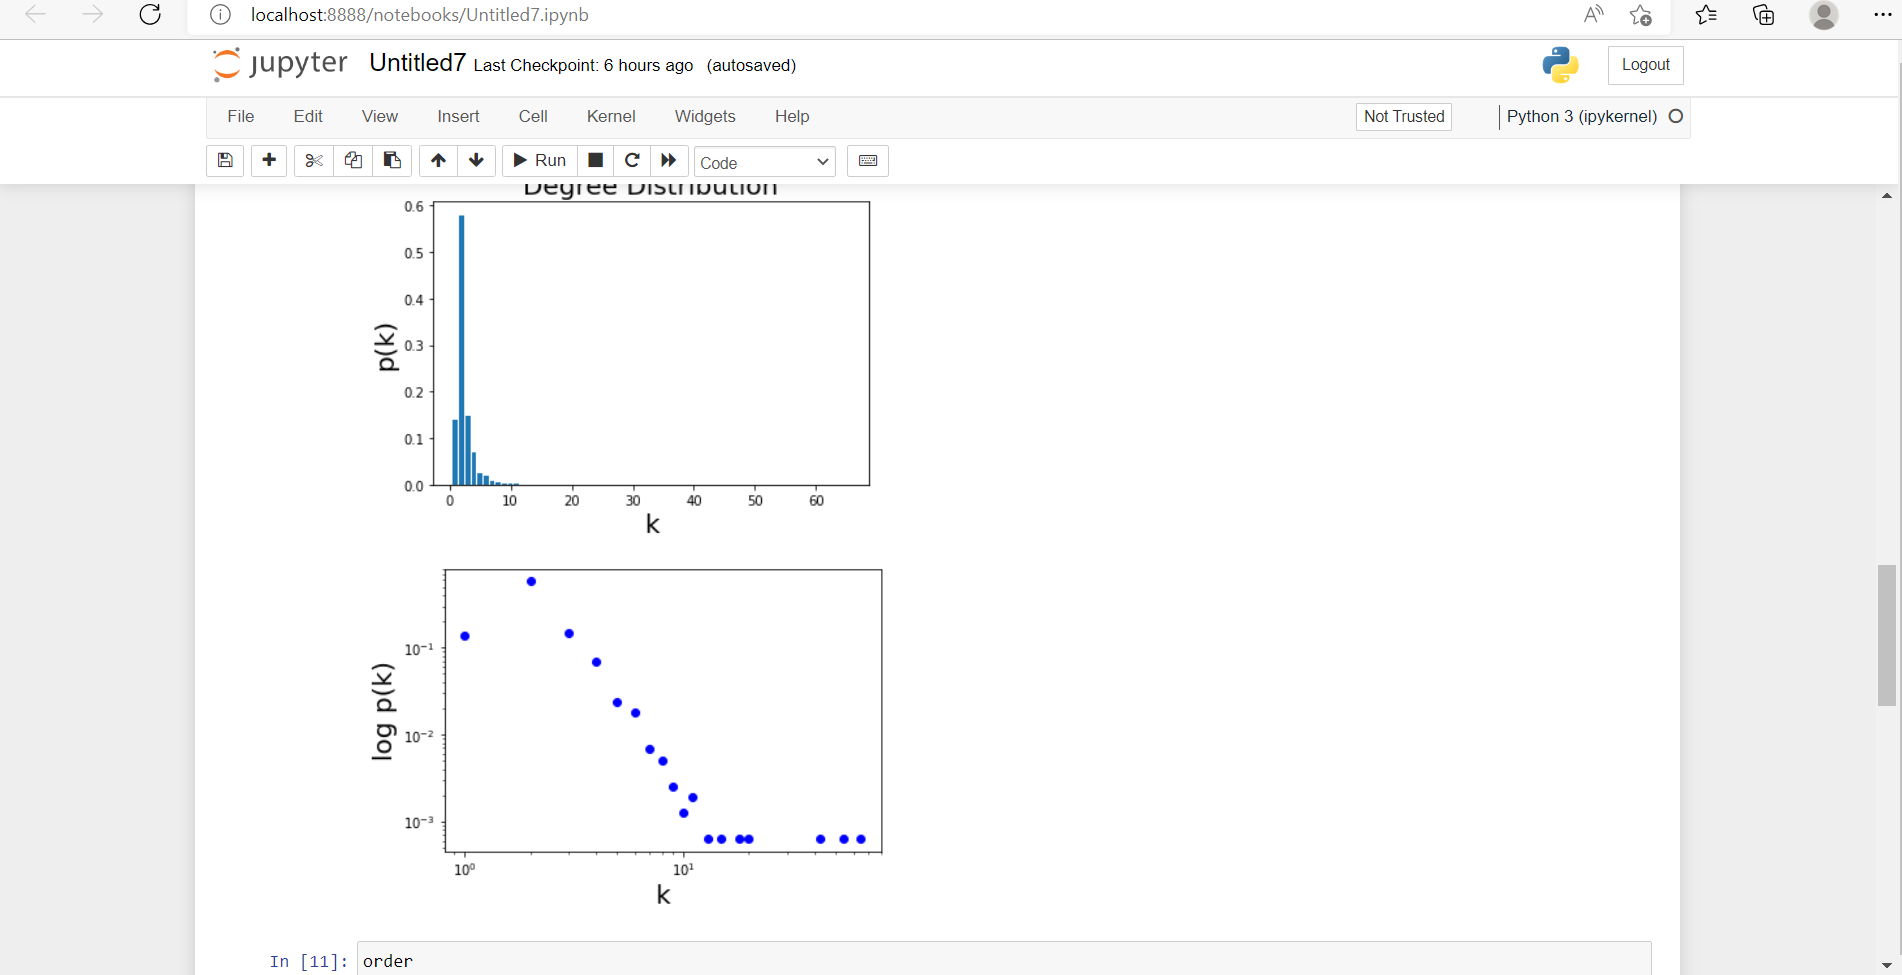 localhost:8888/notebooks/Untitled7.ipynb
jupyter Untitled7 Last Checkpoint: 6 hours ago (autosaved)
Logout
File Edit View Insert Cell Kernel Widgets Help
Not Trusted
Python 3 (ipykernel)
Run
Code
Degree Distribution
0.6
0.5
0.4
0.3
0.2
0.1
0.0
p(k)
0 10 20 30 40 50 60
k
10⁻¹
10⁻²
10⁻³
log p(k)
10⁰ 10¹
k
In [11]: order